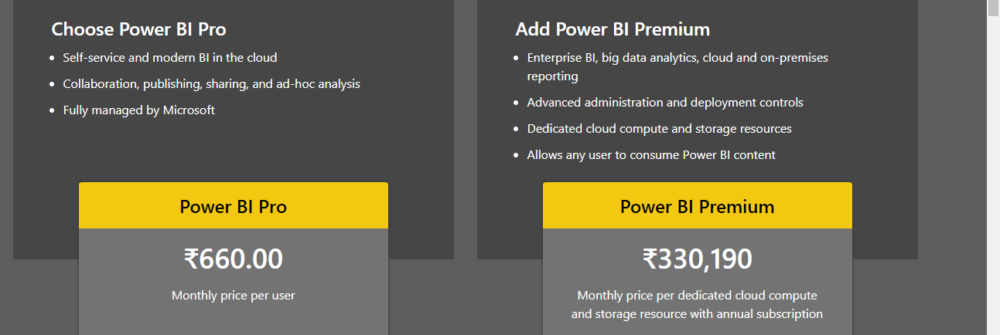 Choose Power BI Pro
Self-service and modern BI in the cloud
Collaboration, publishing, sharing, and ad-hoc analysis
Fully managed by Microsoft
Power BI Pro
₹660.00
Monthly price per user
Add Power BI Premium
Enterprise BI, big data analytics, cloud and on-premises
reporting
Advanced administration and deployment controls
Dedicated cloud compute and storage resources
Allows any user to consume Power BI content
Power BI Premium
₹330,190
Monthly price per dedicated cloud compute
and storage resource with annual subscription